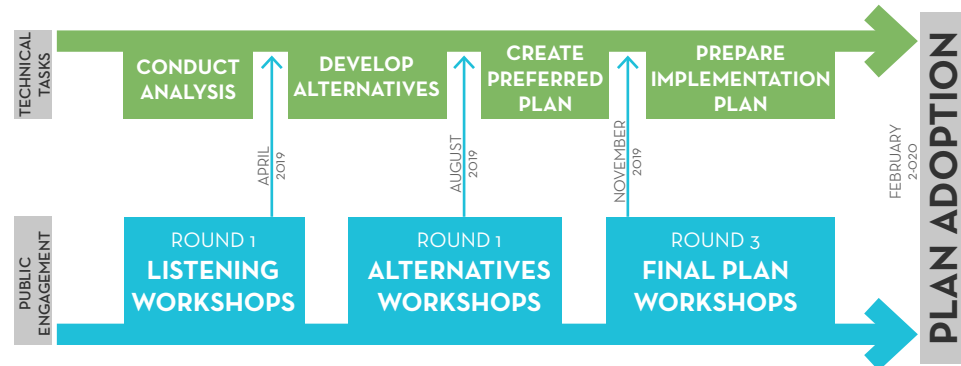 TECHNICAL
TASKS
CONDUCT
ANALYSIS
DEVELOP
ALTERNATIVES
CREATE
PREFERRED
PLAN
PREPARE
IMPLEMENTATION
PLAN
APRIL
2019
AUGUST
2019
NOVEMBER
2019
FEBRUARY
2-020
PLAN ADOPTION
PUBLIC
ENGAGEMENT
ROUND 1
LISTENING
WORKSHOPS
ROUND 1
ALTERNATIVES
WORKSHOPS
ROUND 3
FINAL PLAN
WORKSHOPS